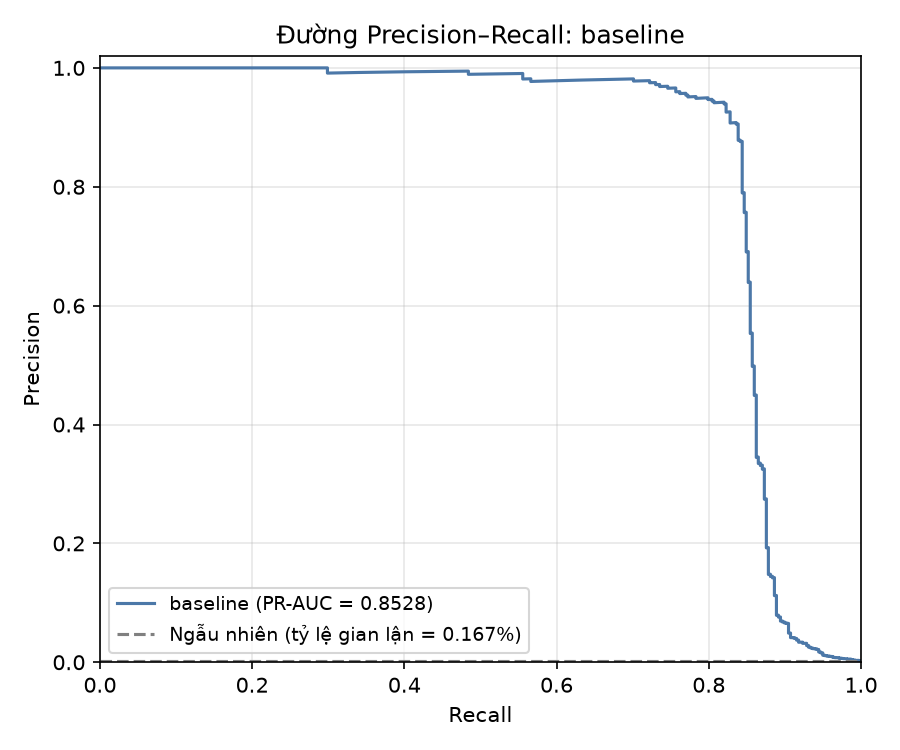 Đường Precision–Recall: baseline
1.0
0.8
0.6
0.4
0.2
0.0
Precision
baseline (PR-AUC = 0.8528)
Ngẫu nhiên (tỷ lệ gian lận = 0.167%)
0.0 0.2 0.4 0.6 0.8 1.0
Recall